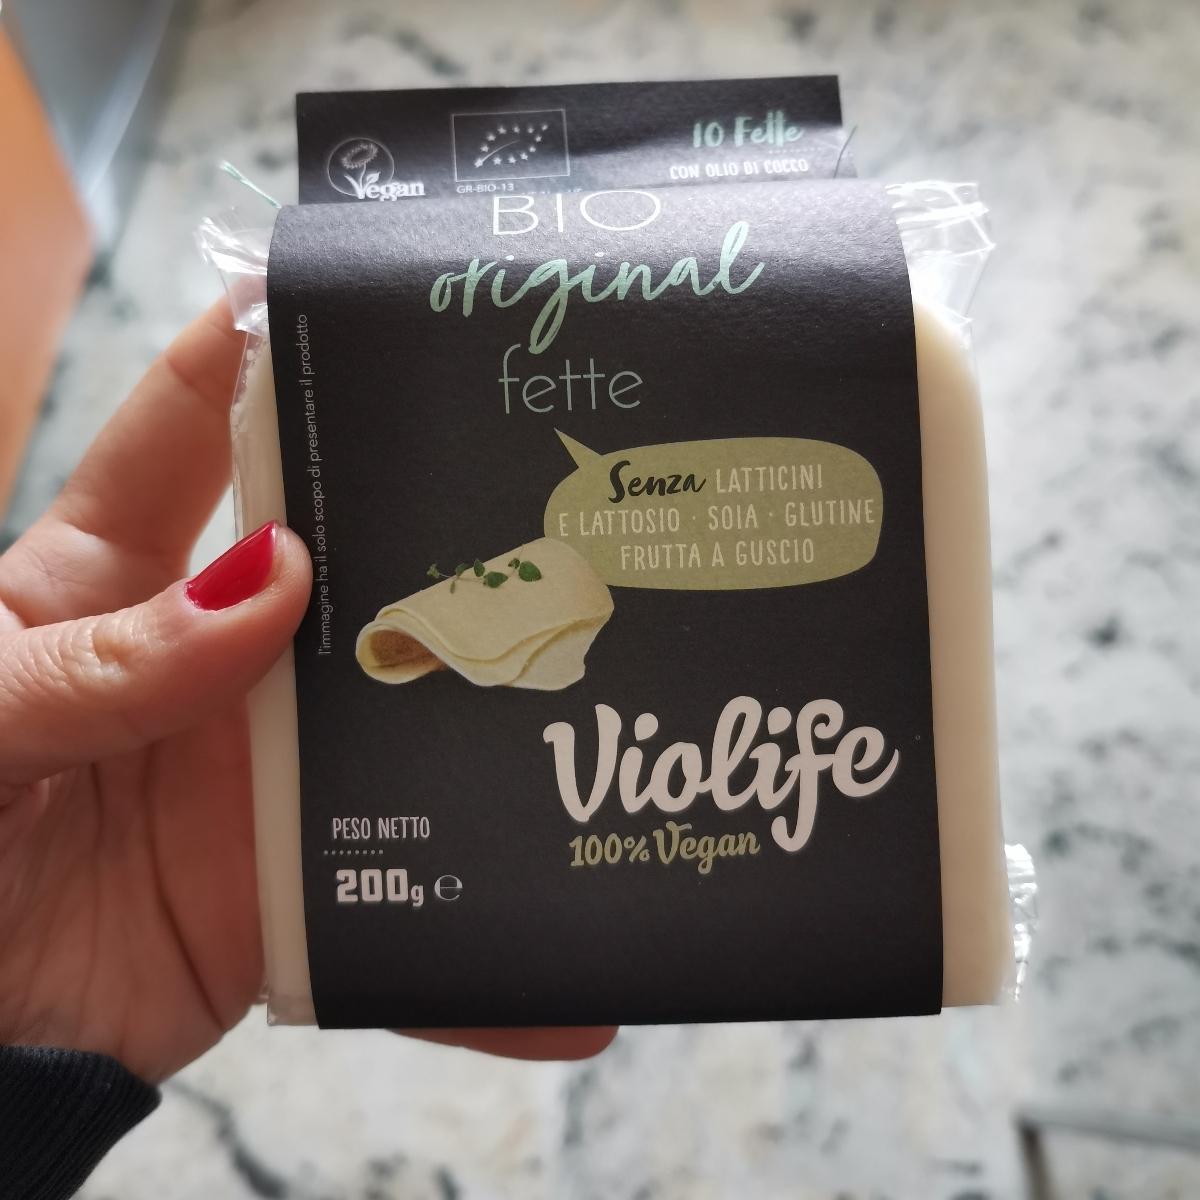 Vegan
GR-BIO-13
10 Fette
CON OLIO DI COCCO
BIO
original
fette
l'immagine ha il solo scopo di presentare il prodotto
Senza LATTICINI
E LATTOSIO · SOIA · GLUTINE
FRUTTA A GUSCIO
Violife
100% Vegan
PESO NETTO
200g ℮